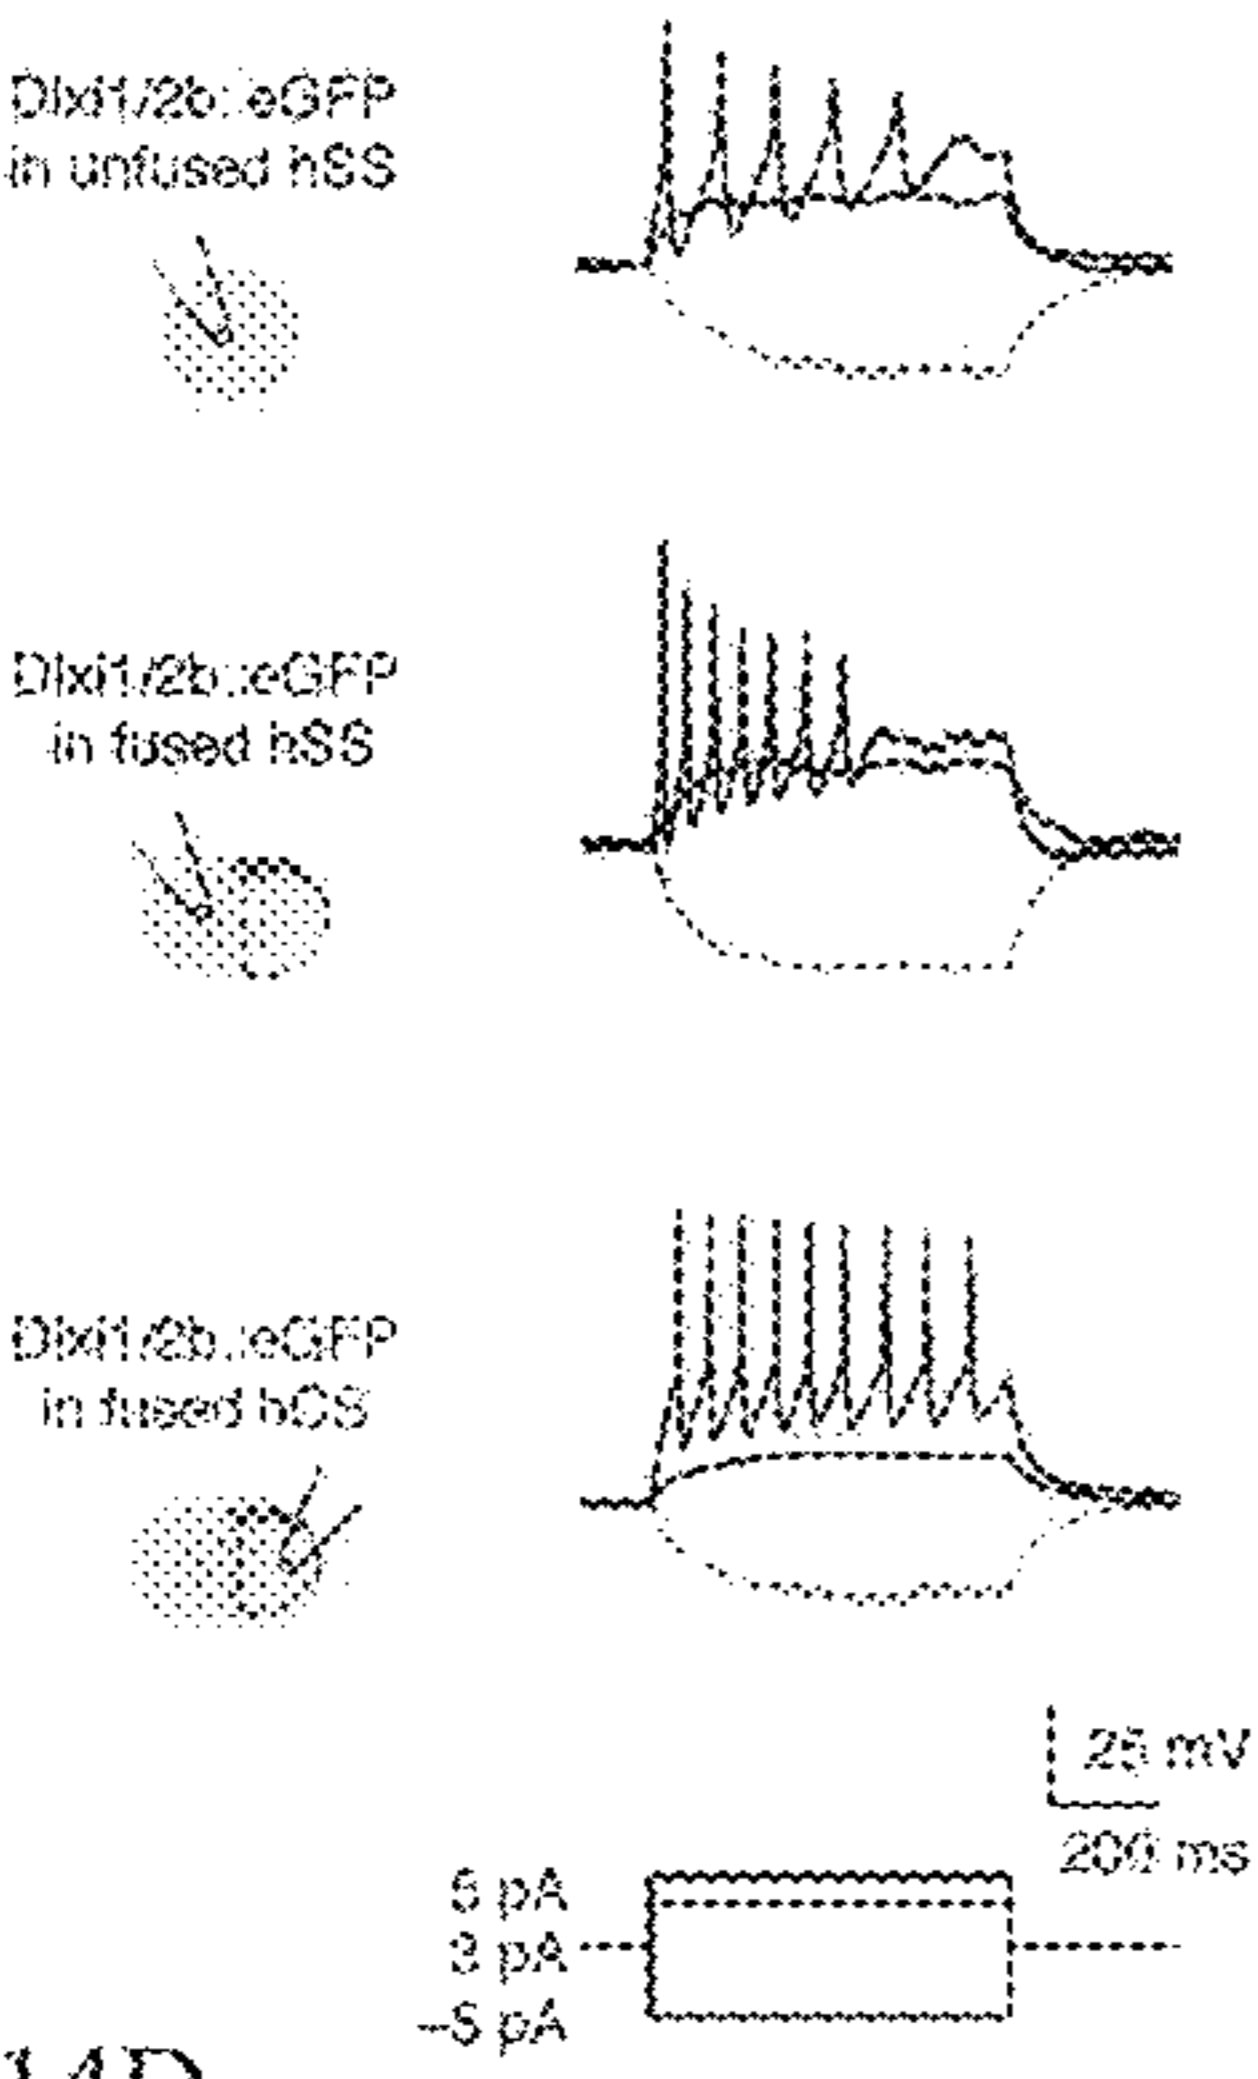 Dlxi1/2b::eGFP
in unfused hSS
Dlxi1/2b::eGFP
in fused hSS
Dlxi1/2b::eGFP
in fused hCS
25 mV
200 ms
5 pA
3 pA
–5 pA
14D